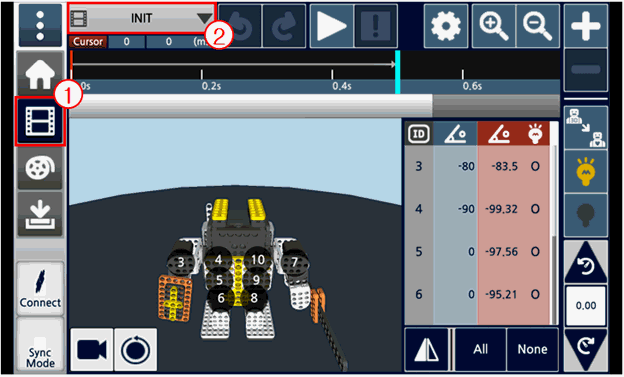 INIT
②
Cursor 0 0 (m
①
0s 0,2s 0,4s 0,6s
ID
3 -80 -83.5 O
4 -90 -99,32 O
5 0 -97,56 O
6 0 -95,21 O
3 4 10 7
5 9
6 8
Connect
Sync
Mode
All None
0,00